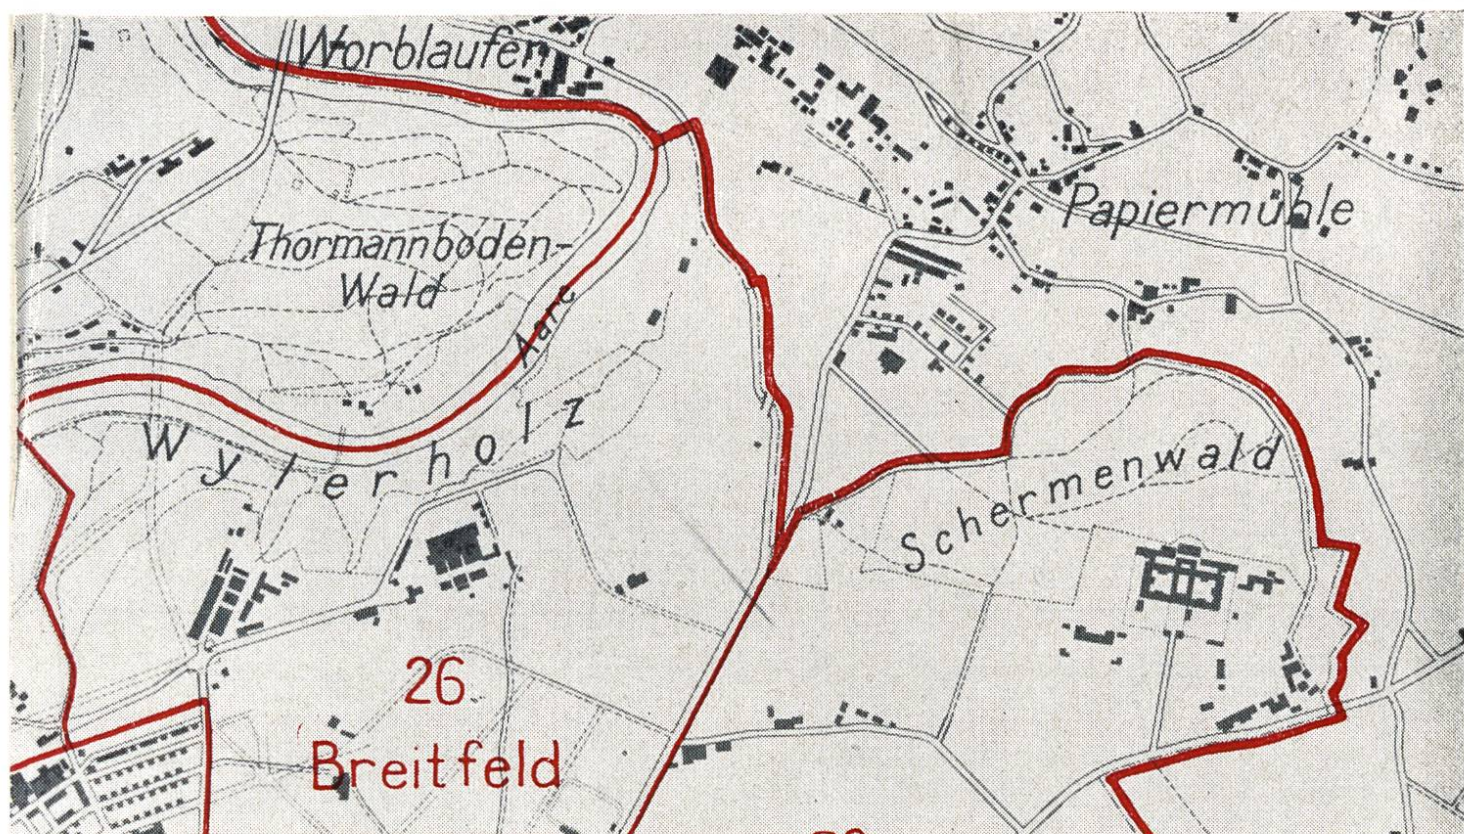 Worblaufen
Papiermühle
Thormannboden-
Wald
Aare
Wylerholz
Schermenwald
26
Breitfeld